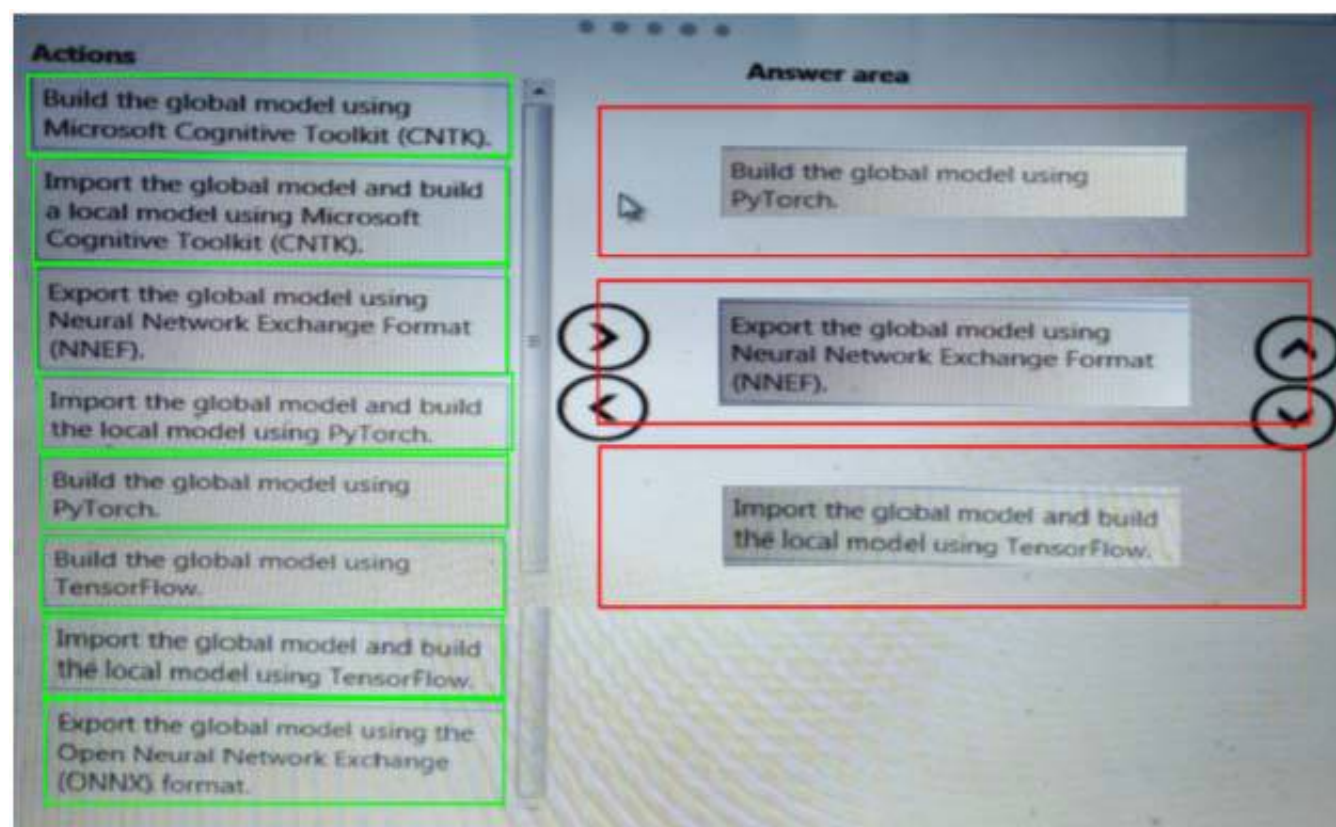 Actions
Build the global model using
Microsoft Cognitive Toolkit (CNTK).
Import the global model and build
a local model using Microsoft
Cognitive Toolkit (CNTK).
Export the global model using
Neural Network Exchange Format
(NNEF).
Import the global model and build
the local model using PyTorch.
Build the global model using
PyTorch.
Build the global model using
TensorFlow.
Import the global model and build
the local model using TensorFlow.
Export the global model using the
Open Neural Network Exchange
(ONNX) format.
Answer area
Build the global model using
PyTorch.
Export the global model using
Neural Network Exchange Format
(NNEF).
Import the global model and build
the local model using TensorFlow.